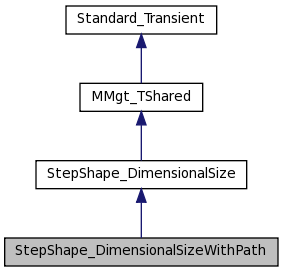 Standard_Transient
MMgt_TShared
StepShape_DimensionalSize
StepShape_DimensionalSizeWithPath